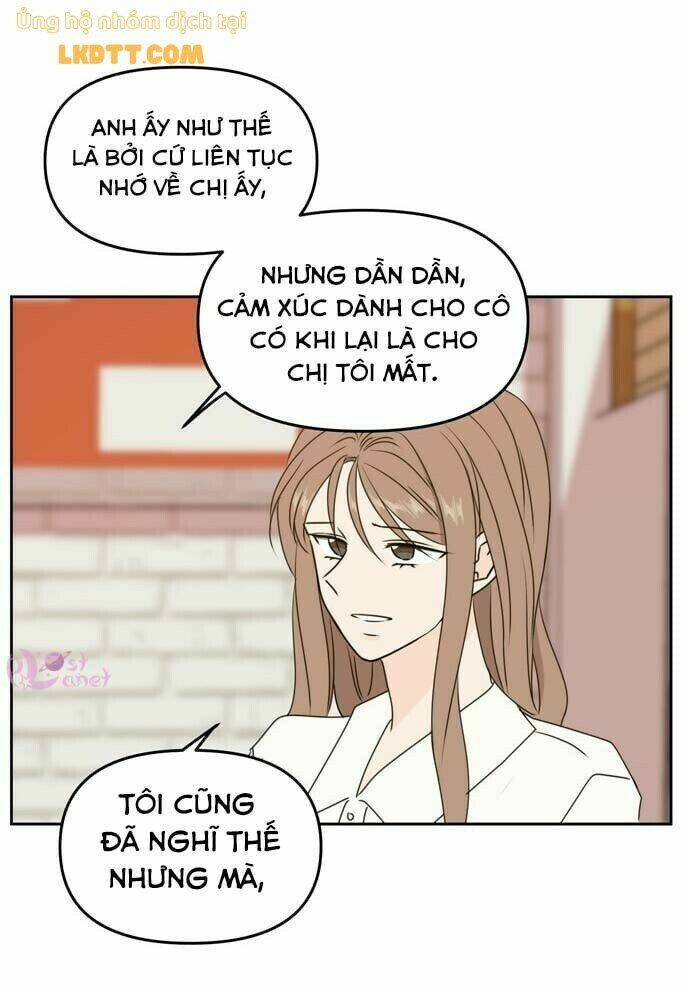 Ủng hộ nhóm dịch tại
LKDTT.COM
ANH ẤY NHƯ THẾ
LÀ BỞI CỨ LIÊN TỤC
NHỚ VỀ CHỊ ẤY,
NHƯNG DẦN DẦN,
CẢM XÚC DÀNH CHO CÔ
CÓ KHI LẠI LÀ CHO
CHỊ TÔI MẤT.
Lost
Planet
TÔI CŨNG
ĐÃ NGHĨ THẾ
NHƯNG MÀ,